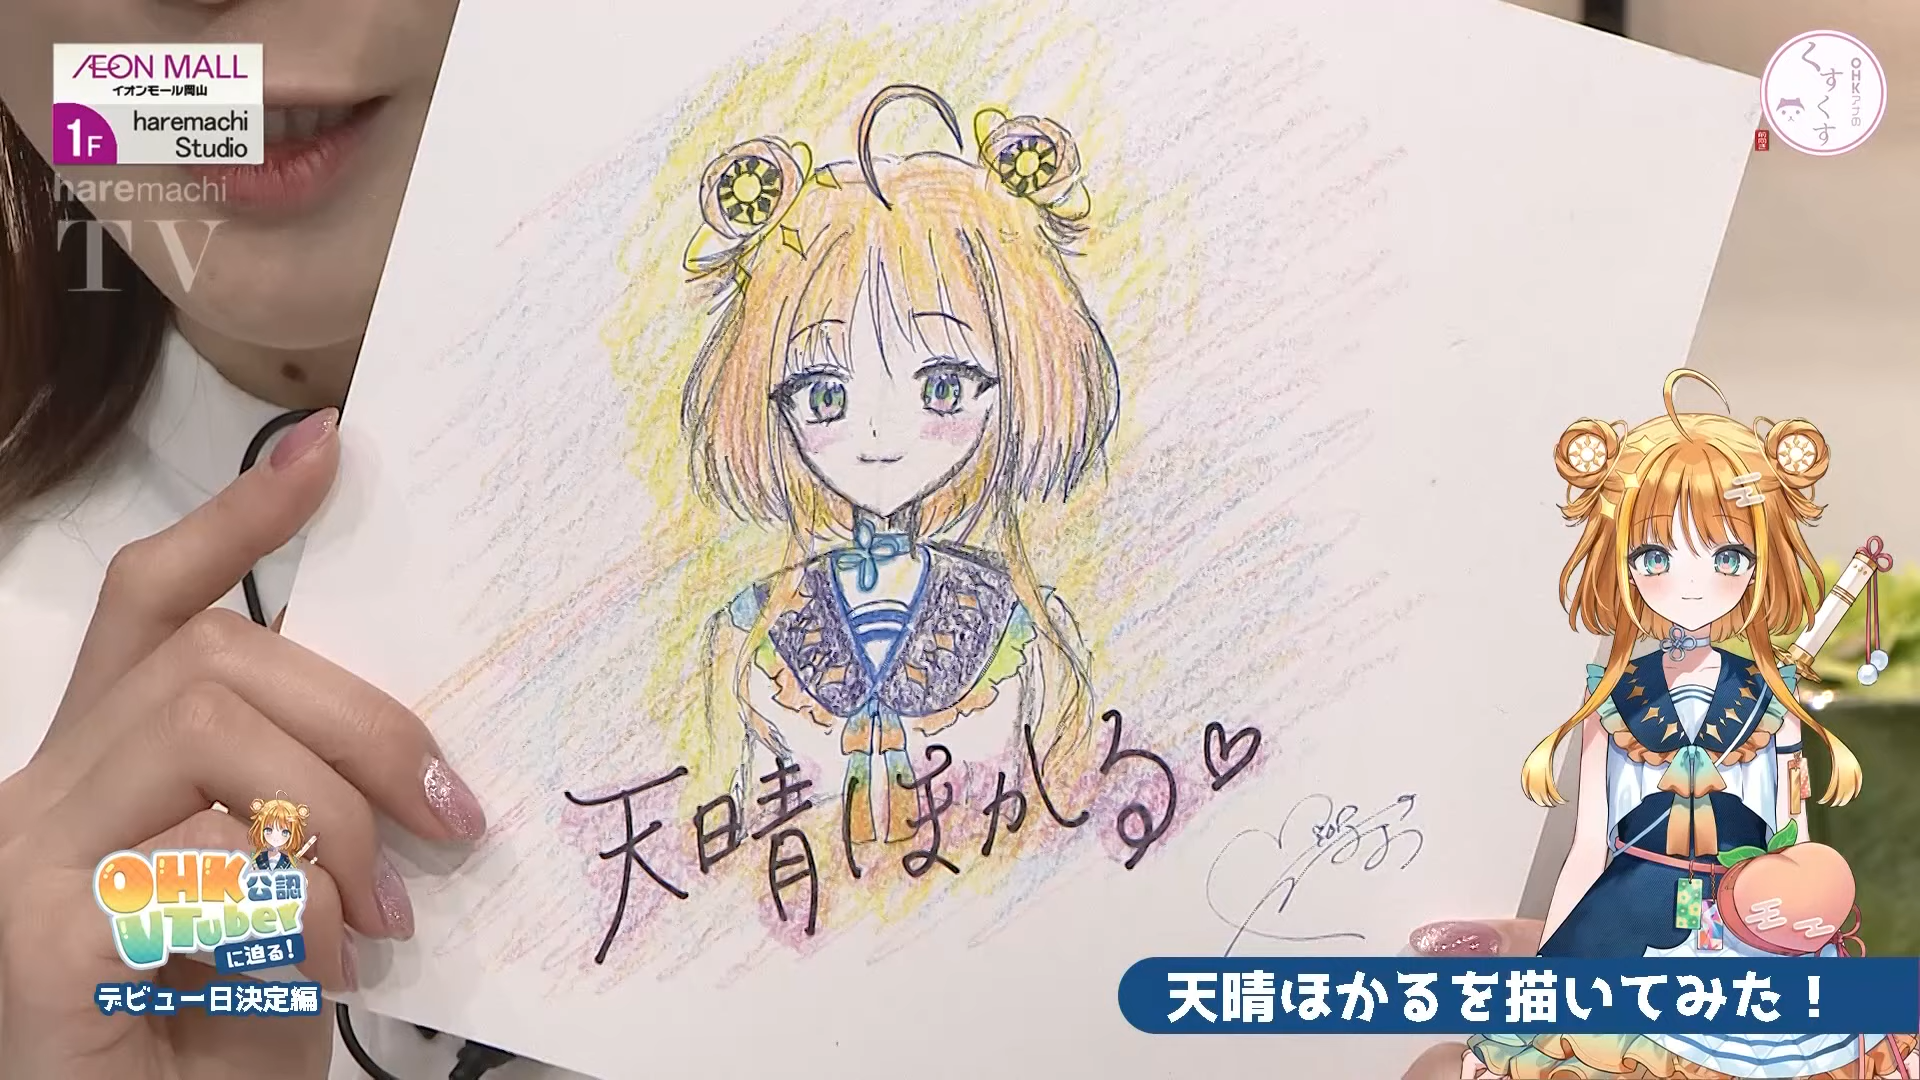 ÆON MALL
イオンモール岡山
1F
haremachi
Studio
haremachi
TV
OHKアナの
くすくす
天晴ほかる♡
OHK公認
VTuber
に迫る!
デビュー日決定編
天晴ほかるを描いてみた!